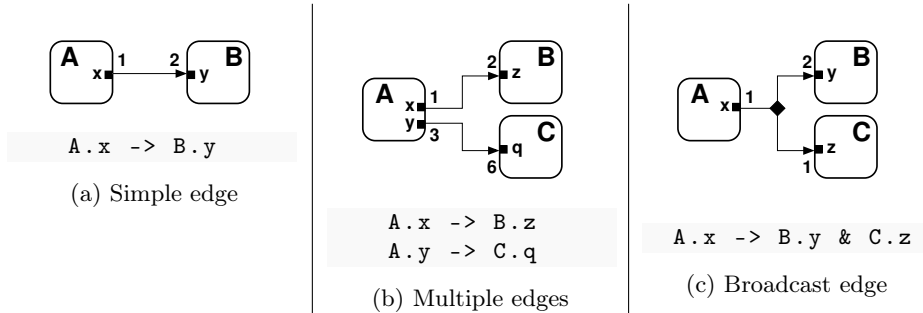 A 1 2 B
x y
A.x -> B.y
(a) Simple edge
2 B
z
A 1
x
y C
3 q
6
A.x -> B.z
A.y -> C.q
(b) Multiple edges
2 B
y
A 1
x
C
z
1
A.x -> B.y & C.z
(c) Broadcast edge